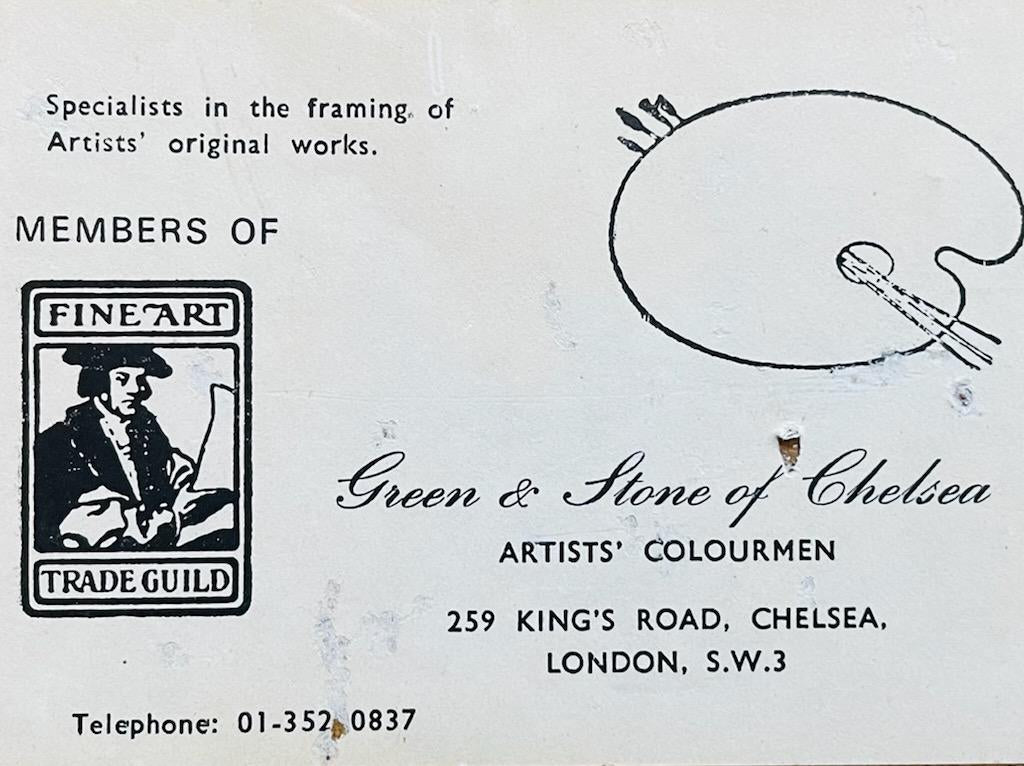 Specialists in the framing of
Artists' original works.
MEMBERS OF
FINE ART
TRADE GUILD
Green & Stone of Chelsea
ARTISTS' COLOURMEN
259 KING'S ROAD, CHELSEA,
LONDON, S.W.3
Telephone: 01-352 0837